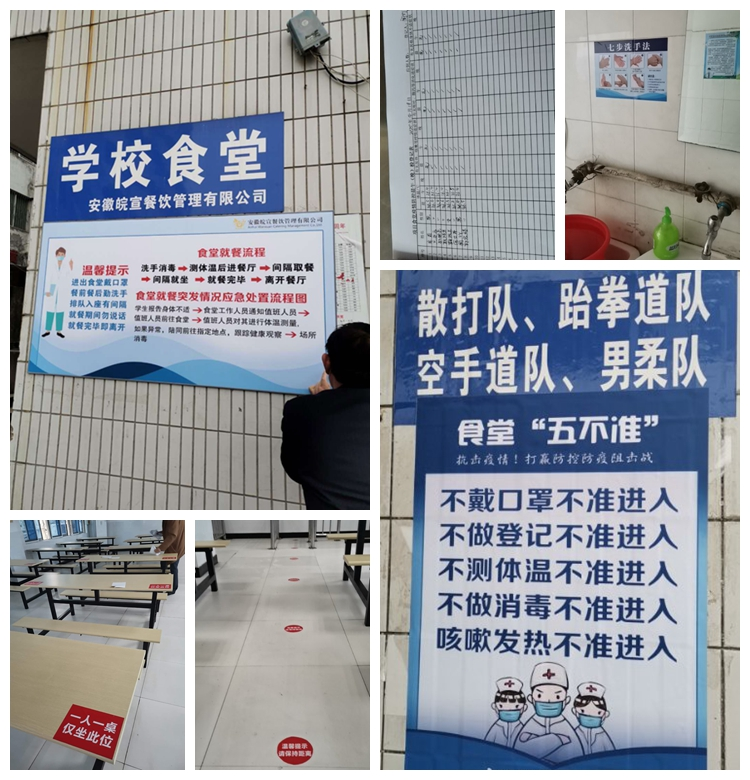 学校食堂
安徽皖宣餐饮管理有限公司
安徽皖宣餐饮管理有限公司
食堂就餐流程
洗手消毒➡测体温后进餐厅➡间隔取餐
➡间隔就坐➡就餐完毕➡离开餐厅
温馨提示
进出食堂戴口罩
餐前餐后勤洗手
排队入座有间隔
就餐期间勿说话
就餐完毕即离开
食堂就餐突发情况应急处置流程图
学生报告身体不适➡食堂工作人员通知值班人员➡
值班人员前往食堂➡值班人员对其进行体温测量,
如果异常,陪同前往指定地点,跟踪健康观察➡场所
消毒
七步洗手法
散打队、跆拳道队
空手道队、男柔队
食堂“五不准”
抗击疫情!打赢防控防疫阻击战
不戴口罩不准进入
不做登记不准进入
不测体温不准进入
不做消毒不准进入
咳嗽发热不准进入
一人一桌
仅坐此位
温馨提示
请保持距离